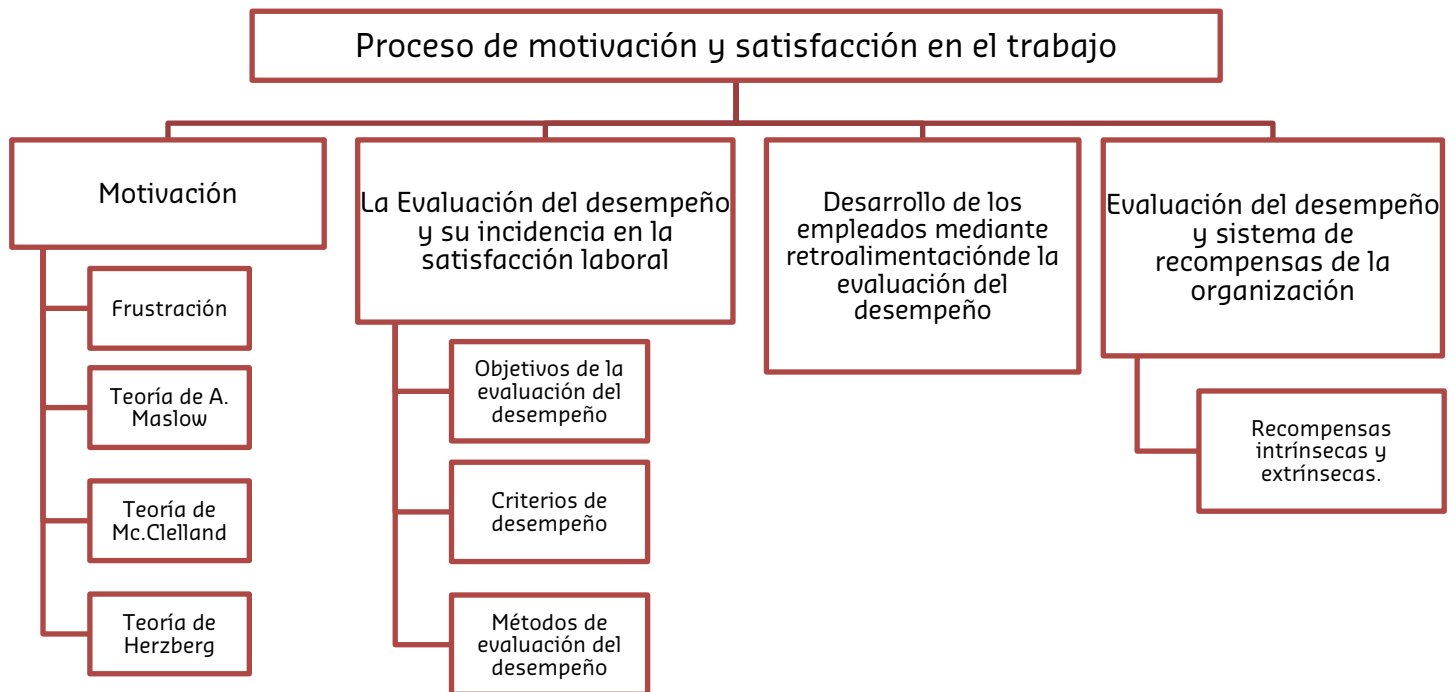 Proceso de motivación y satisfacción en el trabajo
Motivación
Frustración
Teoría de A.
Maslow
Teoría de
Mc.Clelland
Teoría de
Herzberg
La Evaluación del desempeño
y su incidencia en la
satisfacción laboral
Objetivos de la
evaluación del
desempeño
Criterios de
desempeño
Métodos de
evaluación del
desempeño
Desarrollo de los
empleados mediante
retroalimentaciónde la
evaluación del
desempeño
Evaluación del desempeño
y sistema de
recompensas de la
organización
Recompensas
intrínsecas y
extrínsecas.